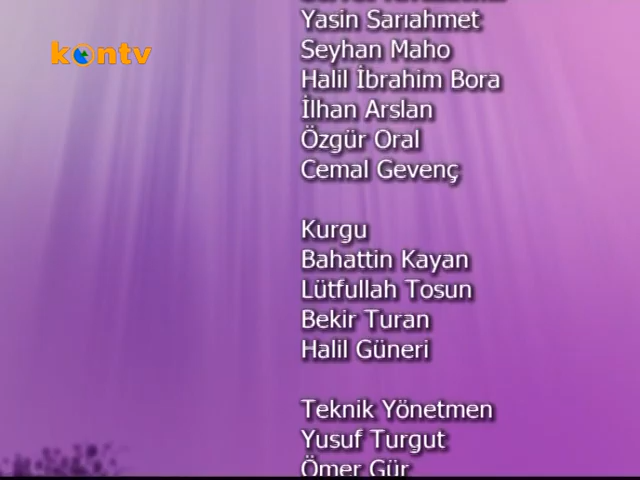 kontv
Yasin Sarıahmet
Seyhan Maho
Halil İbrahim Bora
İlhan Arslan
Özgür Oral
Cemal Gevenç
Kurgu
Bahattin Kayan
Lütfullah Tosun
Bekir Turan
Halil Güneri
Teknik Yönetmen
Yusuf Turgut
Ömer Gür